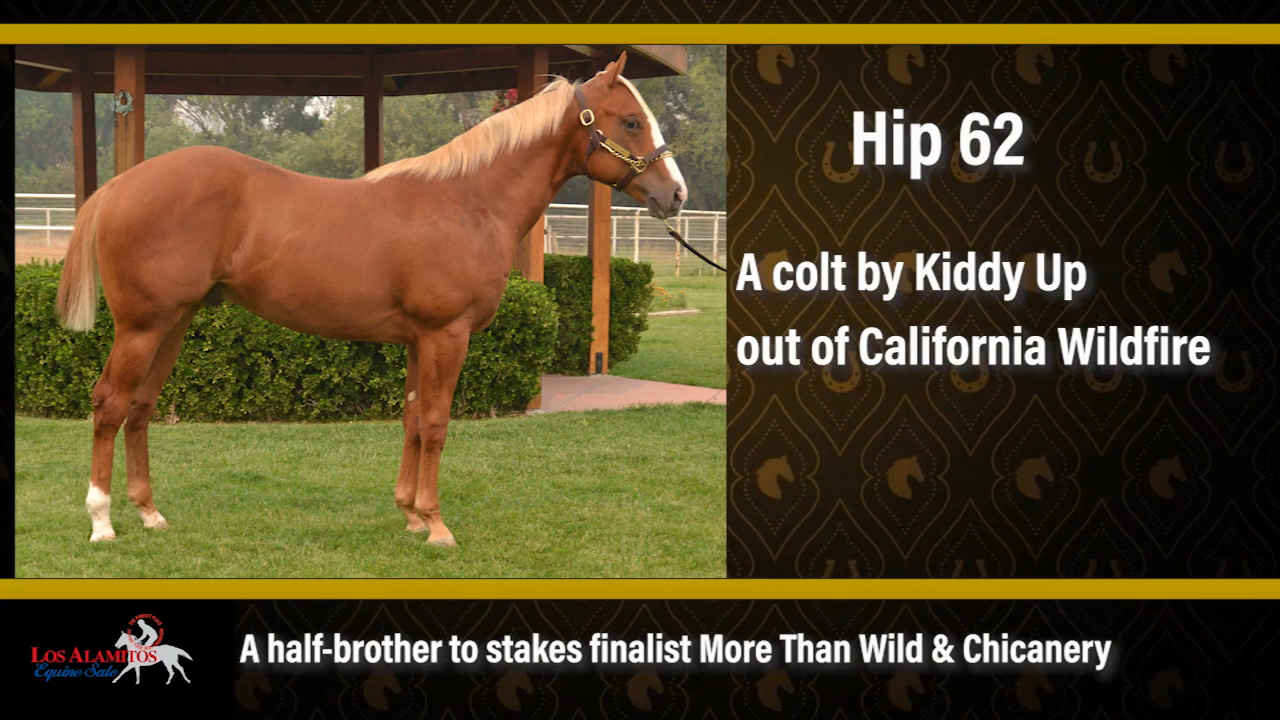 Hip 62
A colt by Kiddy Up
out of California Wildfire
LOS ALAMITOS
Equine Sale
A half-brother to stakes finalist More Than Wild & Chicanery